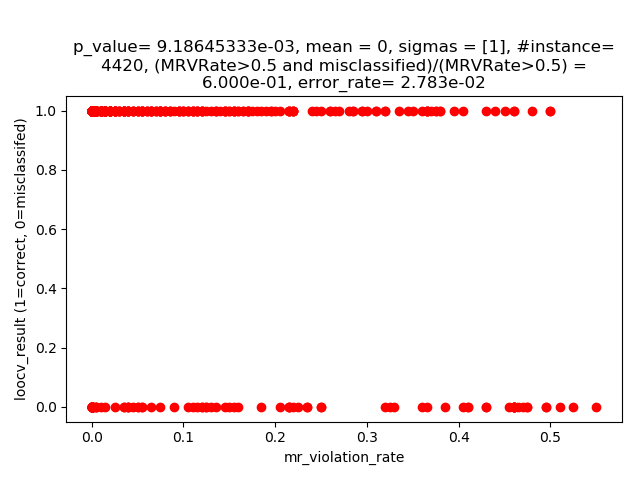 p_value= 9.18645333e-03, mean = 0, sigmas = [1], #instance=
4420, (MRVRate>0.5 and misclassified)/(MRVRate>0.5) =
6.000e-01, error_rate= 2.783e-02
1.0
0.8
0.6
0.4
0.2
0.0
loocv_result (1=correct, 0=misclassifed)
0.0 0.1 0.2 0.3 0.4 0.5
mr_violation_rate